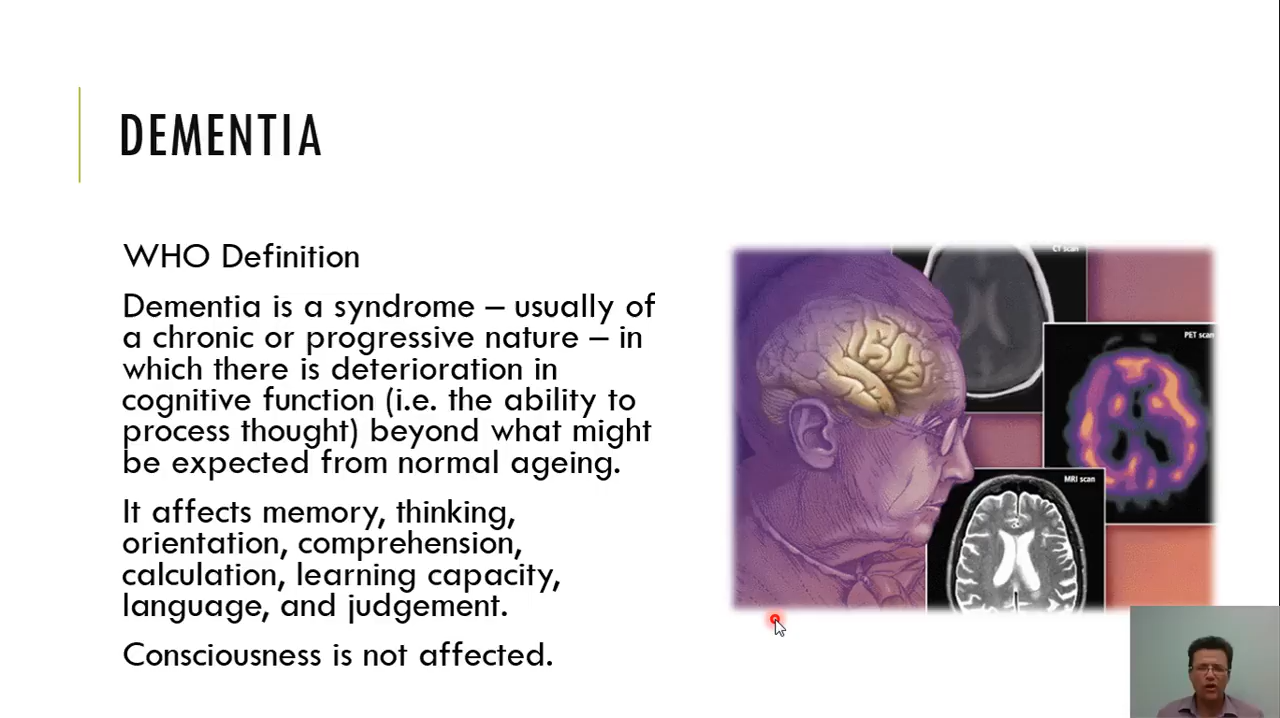 DEMENTIA
WHO Definition
Dementia is a syndrome – usually of
a chronic or progressive nature – in
which there is deterioration in
cognitive function (i.e. the ability to
process thought) beyond what might
be expected from normal ageing.
It affects memory, thinking,
orientation, comprehension,
calculation, learning capacity,
language, and judgement.
Consciousness is not affected.
CT scan
PET scan
MRI scan